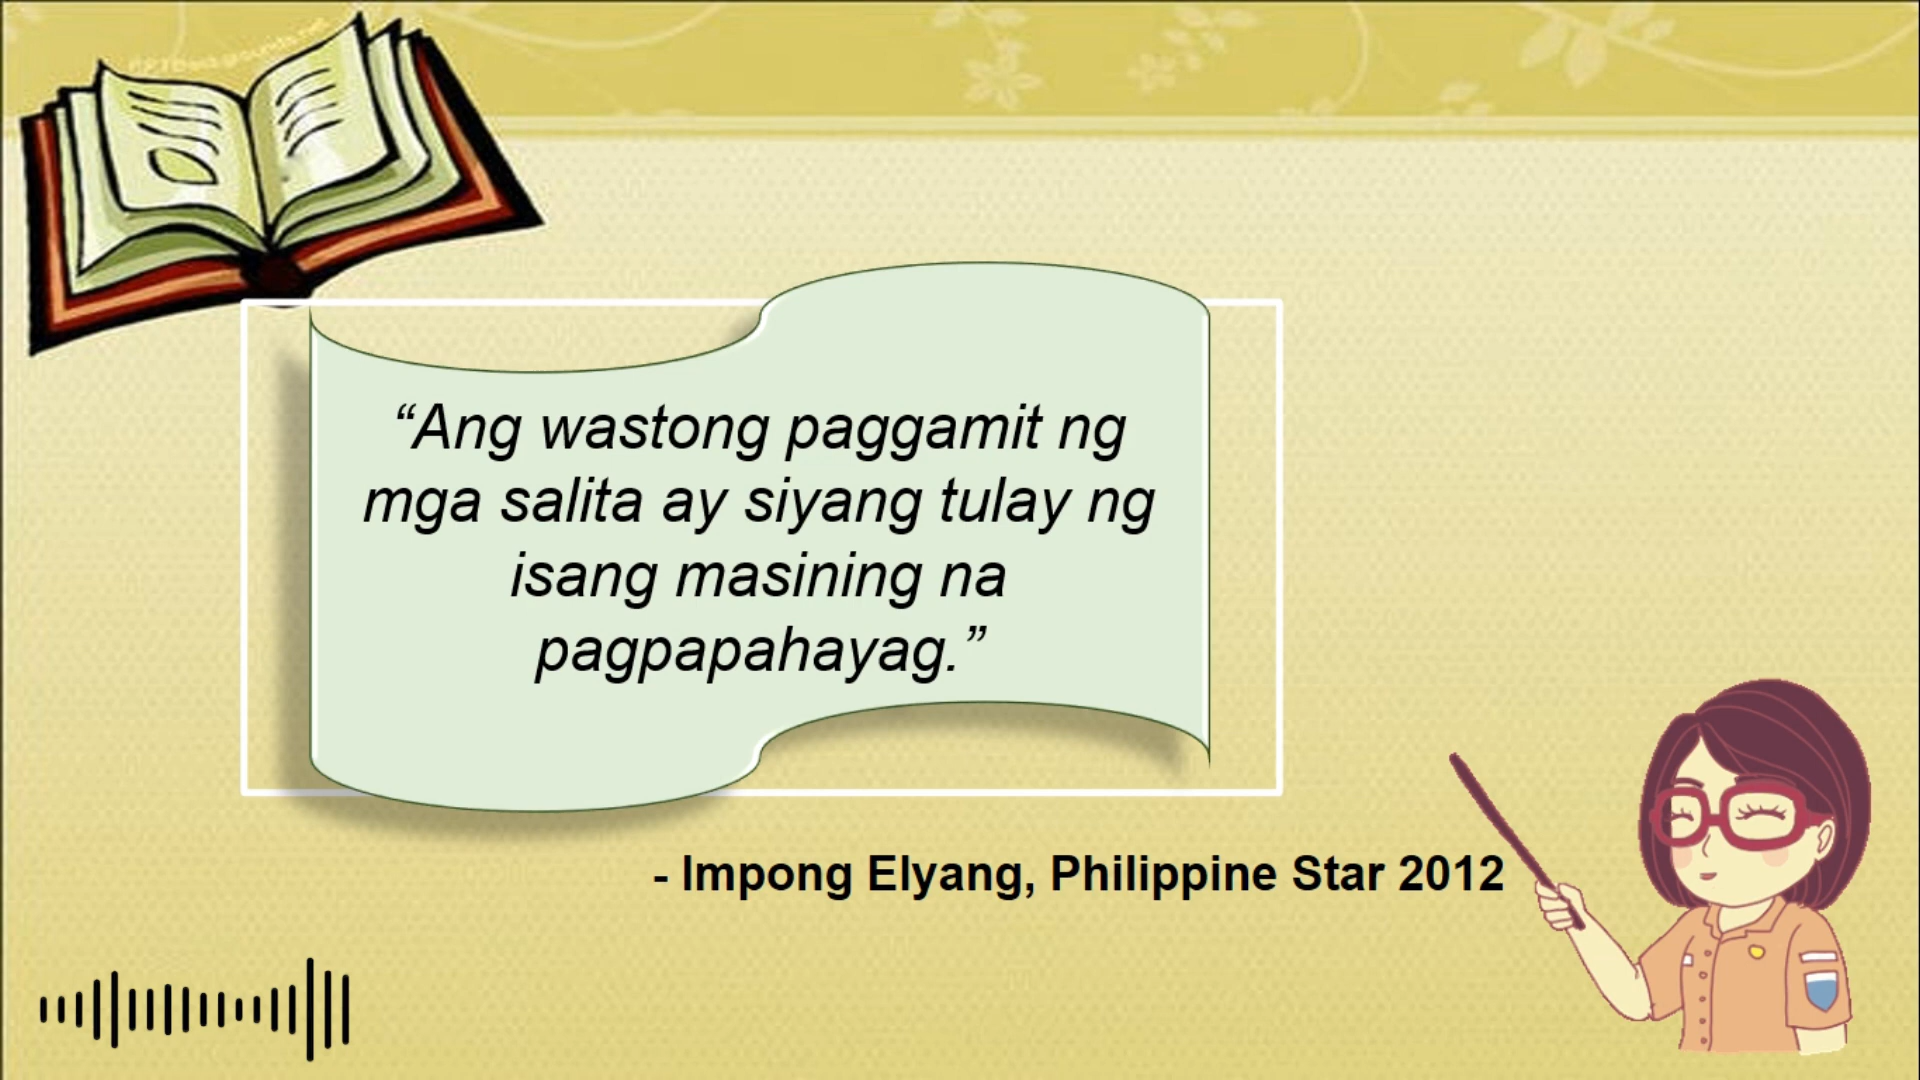 “Ang wastong paggamit ng
mga salita ay siyang tulay ng
isang masining na
pagpapahayag.”
- Impong Elyang, Philippine Star 2012